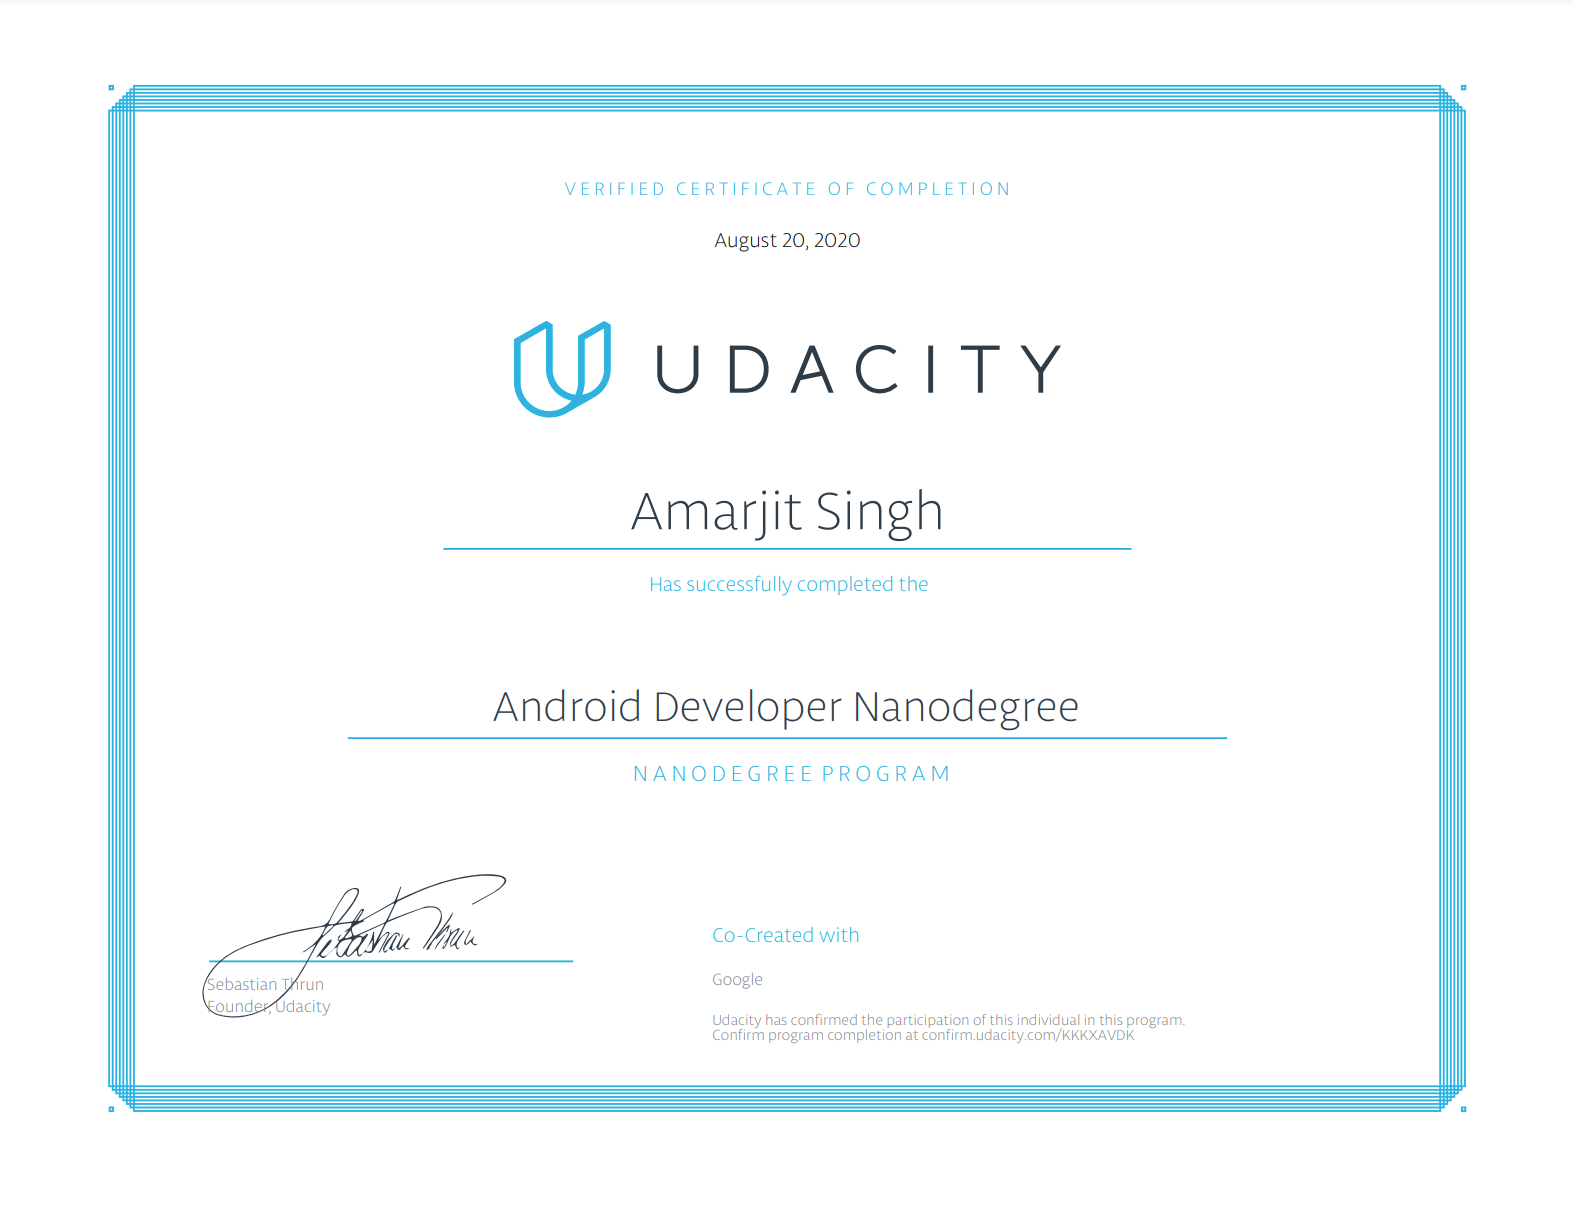 VERIFIED CERTIFICATE OF COMPLETION
August 20, 2020
UDACITY
Amarjit Singh
Has successfully completed the
Android Developer Nanodegree
NANODEGREE PROGRAM
Sebastian Thrun
Sebastian Thrun
Founder, Udacity
Co-Created with
Google
Udacity has confirmed the participation of this individual in this program.
Confirm program completion at confirm.udacity.com/KKKXAVDK